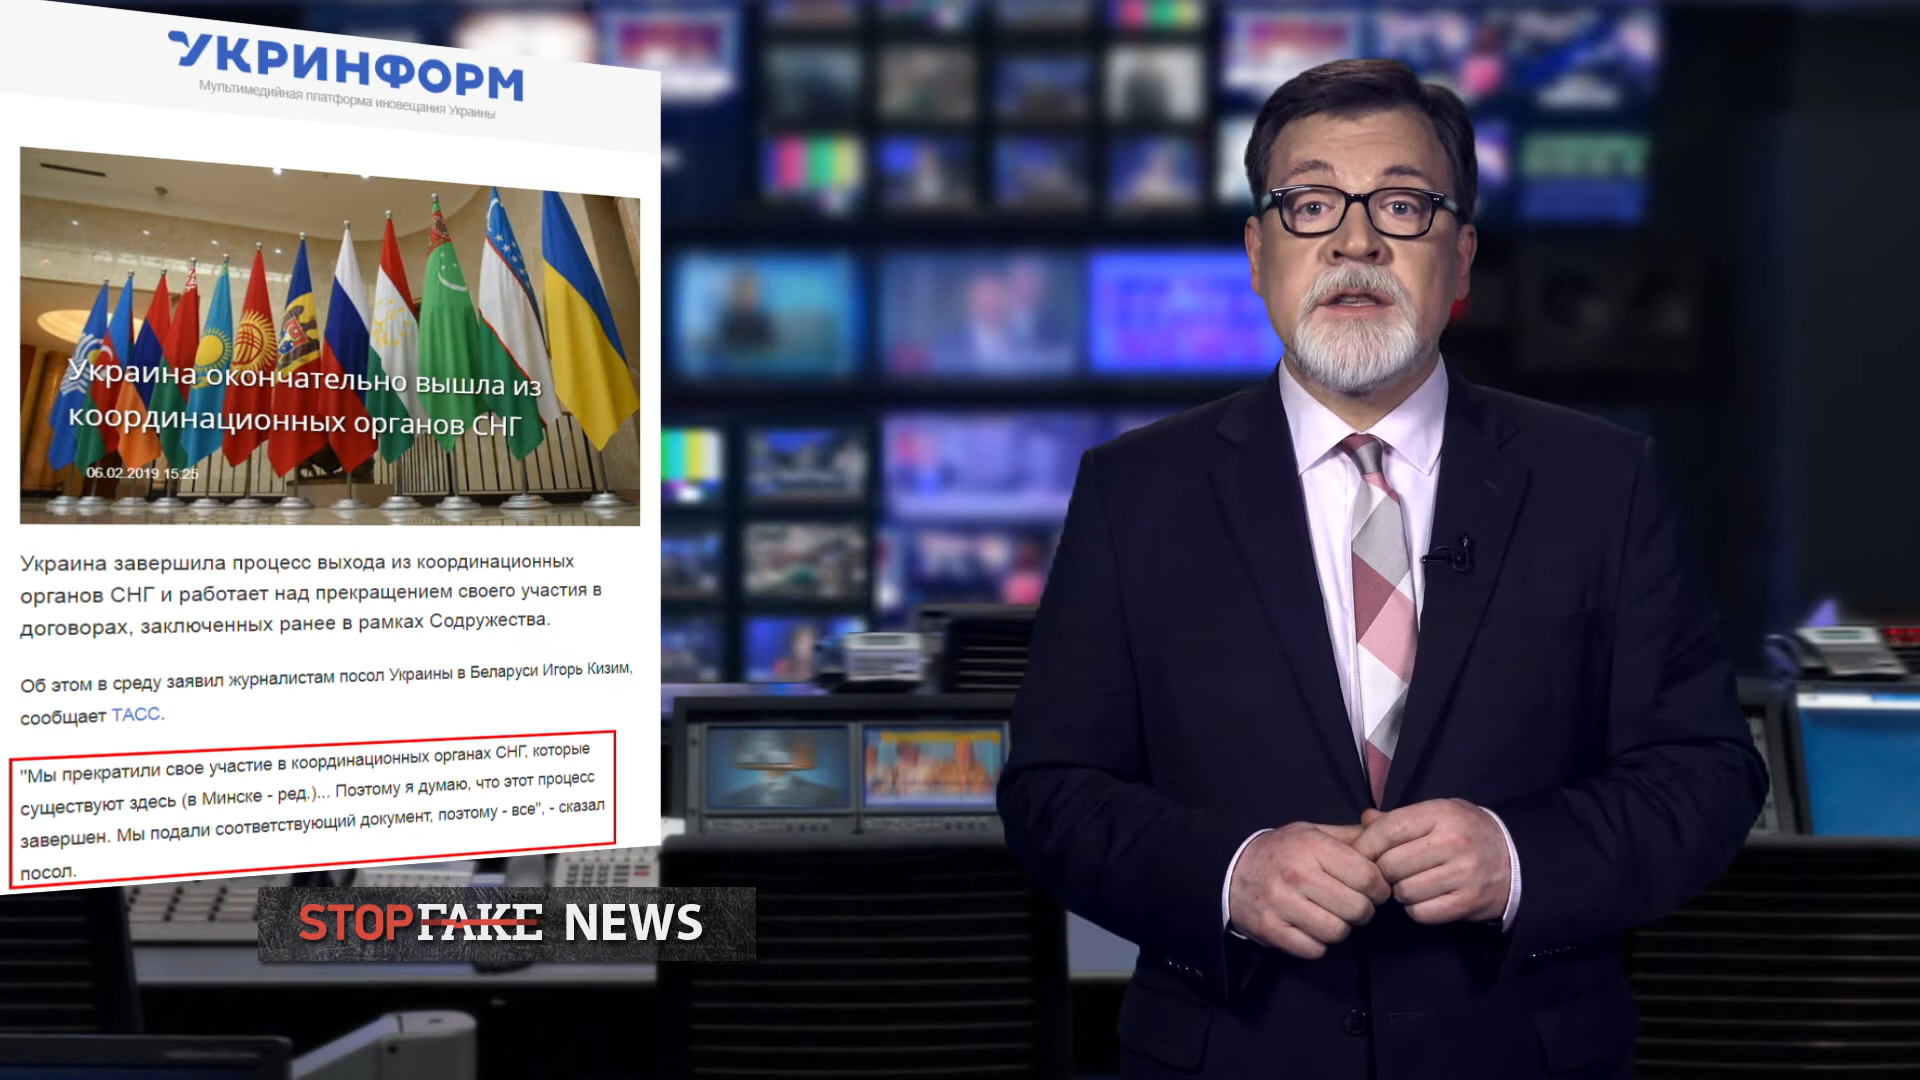 УКРИНФОРМ
Мультимедийная платформа иновещания Украины
Украина окончательно вышла из
координационных органов СНГ
06.02.2019 15:25
Украина завершила процесс выхода из координационных
органов СНГ и работает над прекращением своего участия в
договорах, заключенных ранее в рамках Содружества.
Об этом в среду заявил журналистам посол Украины в Беларуси Игорь Кизим,
сообщает ТАСС.
"Мы прекратили свое участие в координационных органах СНГ, которые
существуют здесь (в Минске - ред.)... Поэтому я думаю, что этот процесс
завершен. Мы подали соответствующий документ, поэтому - все", - сказал
посол.
STOPFAKE NEWS